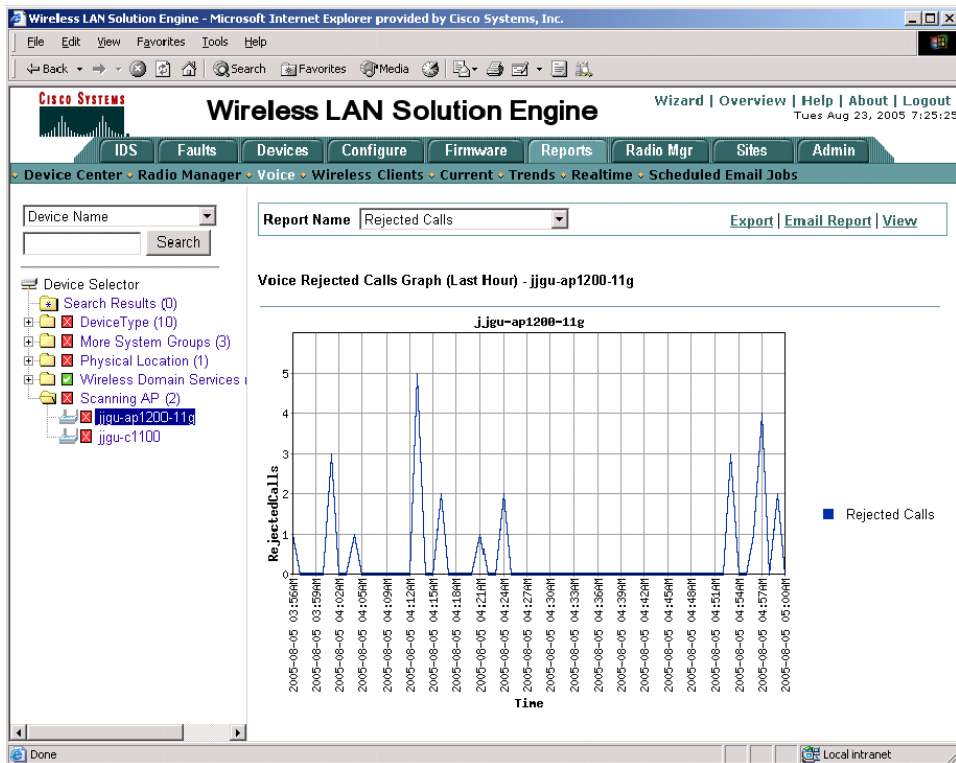 Wireless LAN Solution Engine - Microsoft Internet Explorer provided by Cisco Systems, Inc.
File Edit View Favorites Tools Help
Back Search Favorites Media
CISCO SYSTEMS
Wireless LAN Solution Engine
Wizard | Overview | Help | About | Logout
Tues Aug 23, 2005 7:25:25
IDS Faults Devices Configure Firmware Reports Radio Mgr Sites Admin
Device Center Radio Manager Voice Wireless Clients Current Trends Realtime Scheduled Email Jobs
Device Name
Search
Device Selector
Search Results (0)
DeviceType (10)
More System Groups (3)
Physical Location (1)
Wireless Domain Services
Scanning AP (2)
jjgu-ap1200-11g
jjgu-c1100
Report Name Rejected Calls
Export | Email Report | View
Voice Rejected Calls Graph (Last Hour) - jjgu-ap1200-11g
jjgu-ap1200-11g
RejectedCalls
5
4
3
2
1
0
2005-08-05 03:56AM
2005-08-05 03:59AM
2005-08-05 04:02AM
2005-08-05 04:05AM
2005-08-05 04:09AM
2005-08-05 04:12AM
2005-08-05 04:15AM
2005-08-05 04:18AM
2005-08-05 04:21AM
2005-08-05 04:24AM
2005-08-05 04:27AM
2005-08-05 04:30AM
2005-08-05 04:33AM
2005-08-05 04:36AM
2005-08-05 04:39AM
2005-08-05 04:42AM
2005-08-05 04:45AM
2005-08-05 04:48AM
2005-08-05 04:51AM
2005-08-05 04:54AM
2005-08-05 04:57AM
2005-08-05 05:00AM
Time
Rejected Calls
Done
Local intranet